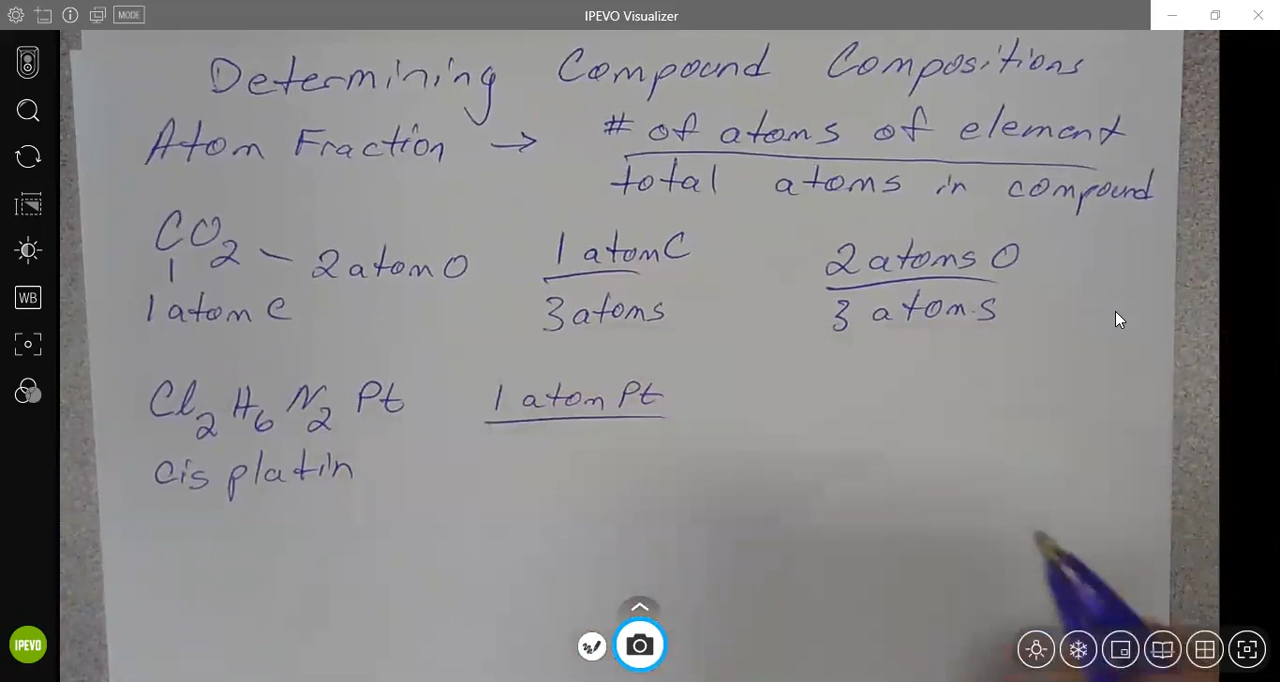 IPEVO Visualizer
MODE
Determining Compound Compositions
Atom Fraction → # of atoms of element
total atoms in compound
CO2 – 2 atom O
1 atom C
1 atom C
3 atoms
2 atoms O
3 atoms
Cl2 H6 N2 Pt
cis platin
1 atom Pt
WB
IPEVO